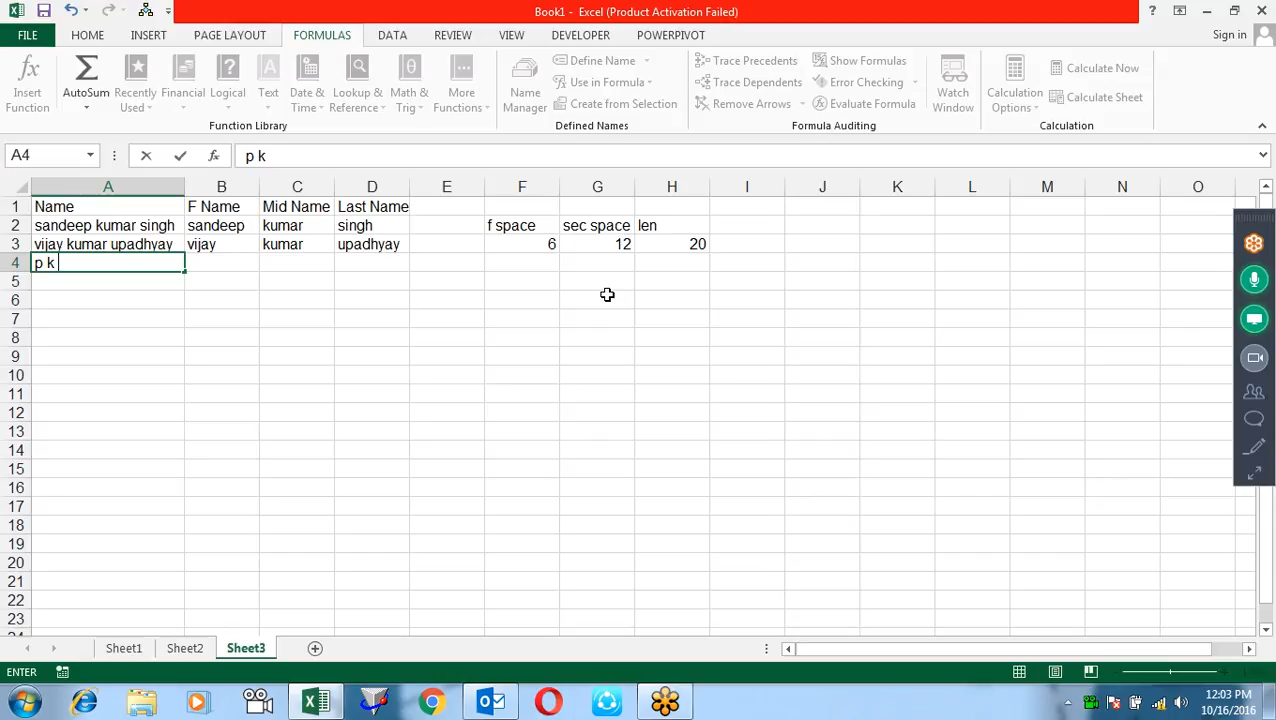 Book1 - Excel (Product Activation Failed)
FILE HOME INSERT PAGE LAYOUT FORMULAS DATA REVIEW VIEW DEVELOPER POWERPIVOT Sign in
Insert Function
AutoSum
Recently Used
Financial
Logical
Text
Date & Time
Lookup & Reference
Math & Trig
More Functions
Function Library
Name Manager
Define Name
Use in Formula
Create from Selection
Defined Names
Trace Precedents
Trace Dependents
Remove Arrows
Show Formulas
Error Checking
Evaluate Formula
Formula Auditing
Watch Window
Calculation Options
Calculate Now
Calculate Sheet
Calculation
A4 fx p k
A B C D E F G H I J K L M N O
1 Name F Name Mid Name Last Name
2 sandeep kumar singh sandeep kumar singh f space sec space len
3 vijay kumar upadhyay vijay kumar upadhyay 6 12 20
4 p k
5
6
7
8
9
10
11
12
13
14
15
16
17
18
19
20
21
22
23
Sheet1 Sheet2 Sheet3
ENTER
12:03 PM
10/16/2016